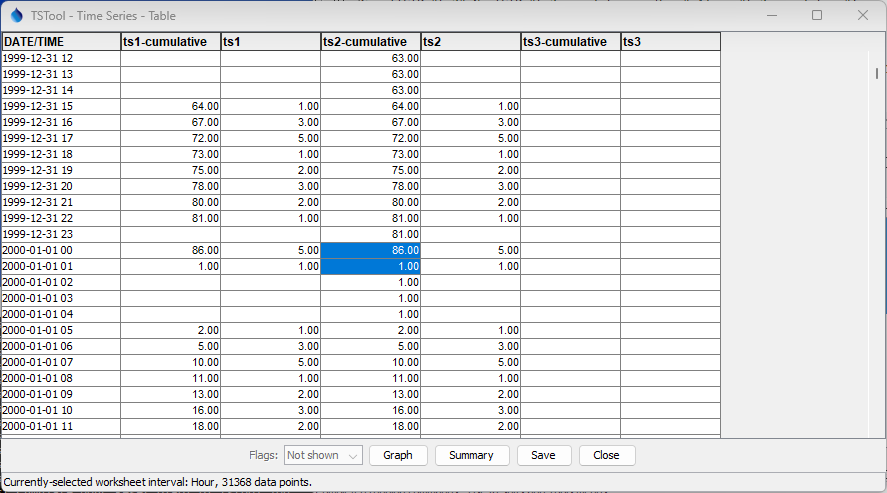 TSTool - Time Series - Table
DATE/TIME ts1-cumulative ts1 ts2-cumulative ts2 ts3-cumulative ts3
1999-12-31 12 63.00
1999-12-31 13 63.00
1999-12-31 14 63.00
1999-12-31 15 64.00 1.00 64.00 1.00
1999-12-31 16 67.00 3.00 67.00 3.00
1999-12-31 17 72.00 5.00 72.00 5.00
1999-12-31 18 73.00 1.00 73.00 1.00
1999-12-31 19 75.00 2.00 75.00 2.00
1999-12-31 20 78.00 3.00 78.00 3.00
1999-12-31 21 80.00 2.00 80.00 2.00
1999-12-31 22 81.00 1.00 81.00 1.00
1999-12-31 23 81.00
2000-01-01 00 86.00 5.00 86.00 5.00
2000-01-01 01 1.00 1.00 1.00 1.00
2000-01-01 02 1.00
2000-01-01 03 1.00
2000-01-01 04 1.00
2000-01-01 05 2.00 1.00 2.00 1.00
2000-01-01 06 5.00 3.00 5.00 3.00
2000-01-01 07 10.00 5.00 10.00 5.00
2000-01-01 08 11.00 1.00 11.00 1.00
2000-01-01 09 13.00 2.00 13.00 2.00
2000-01-01 10 16.00 3.00 16.00 3.00
2000-01-01 11 18.00 2.00 18.00 2.00
Flags: Not shown Graph Summary Save Close
Currently-selected worksheet interval: Hour, 31368 data points.